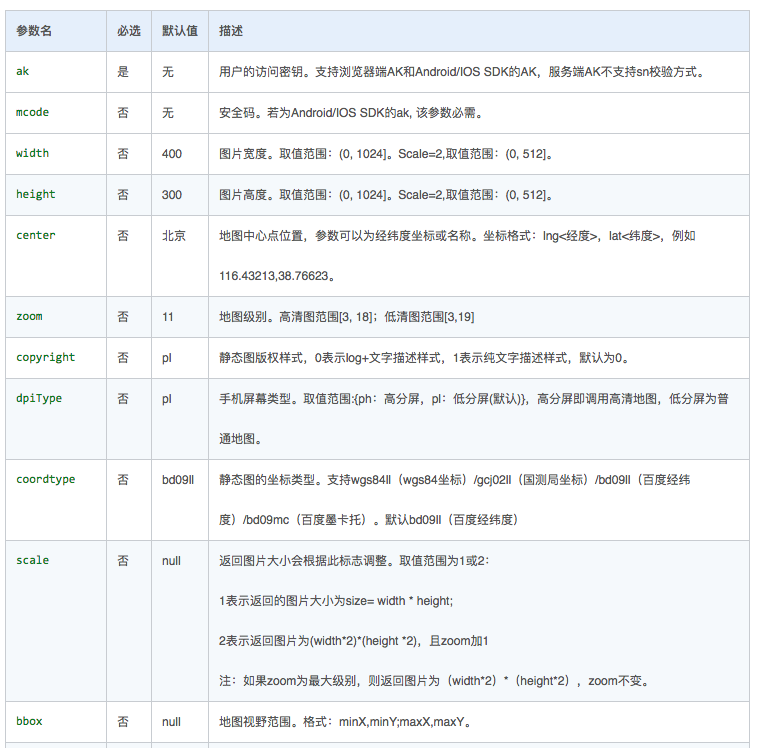 参数名 必选 默认值 描述
ak 是 无 用户的访问密钥。支持浏览器端AK和Android/IOS SDK的AK，服务端AK不支持sn校验方式。
mcode 否 无 安全码。若为Android/IOS SDK的ak, 该参数必需。
width 否 400 图片宽度。取值范围：(0, 1024]。Scale=2,取值范围：(0, 512]。
height 否 300 图片高度。取值范围：(0, 1024]。Scale=2,取值范围：(0, 512]。
center 否 北京 地图中心点位置，参数可以为经纬度坐标或名称。坐标格式：lng<经度>，lat<纬度>，例如
116.43213,38.76623。
zoom 否 11 地图级别。高清图范围[3, 18]；低清图范围[3,19]
copyright 否 pl 静态图版权样式，0表示log+文字描述样式，1表示纯文字描述样式，默认为0。
dpiType 否 pl 手机屏幕类型。取值范围:{ph：高分屏，pl：低分屏(默认)}，高分屏即调用高清地图，低分屏为普
通地图。
coordtype 否 bd09ll 静态图的坐标类型。支持wgs84ll（wgs84坐标）/gcj02ll（国测局坐标）/bd09ll（百度经纬
度）/bd09mc（百度墨卡托）。默认bd09ll（百度经纬度）
scale 否 null 返回图片大小会根据此标志调整。取值范围为1或2：
1表示返回的图片大小为size= width * height;
2表示返回图片为(width*2)*(height *2)，且zoom加1
注：如果zoom为最大级别，则返回图片为（width*2）*（height*2），zoom不变。
bbox 否 null 地图视野范围。格式：minX,minY;maxX,maxY。